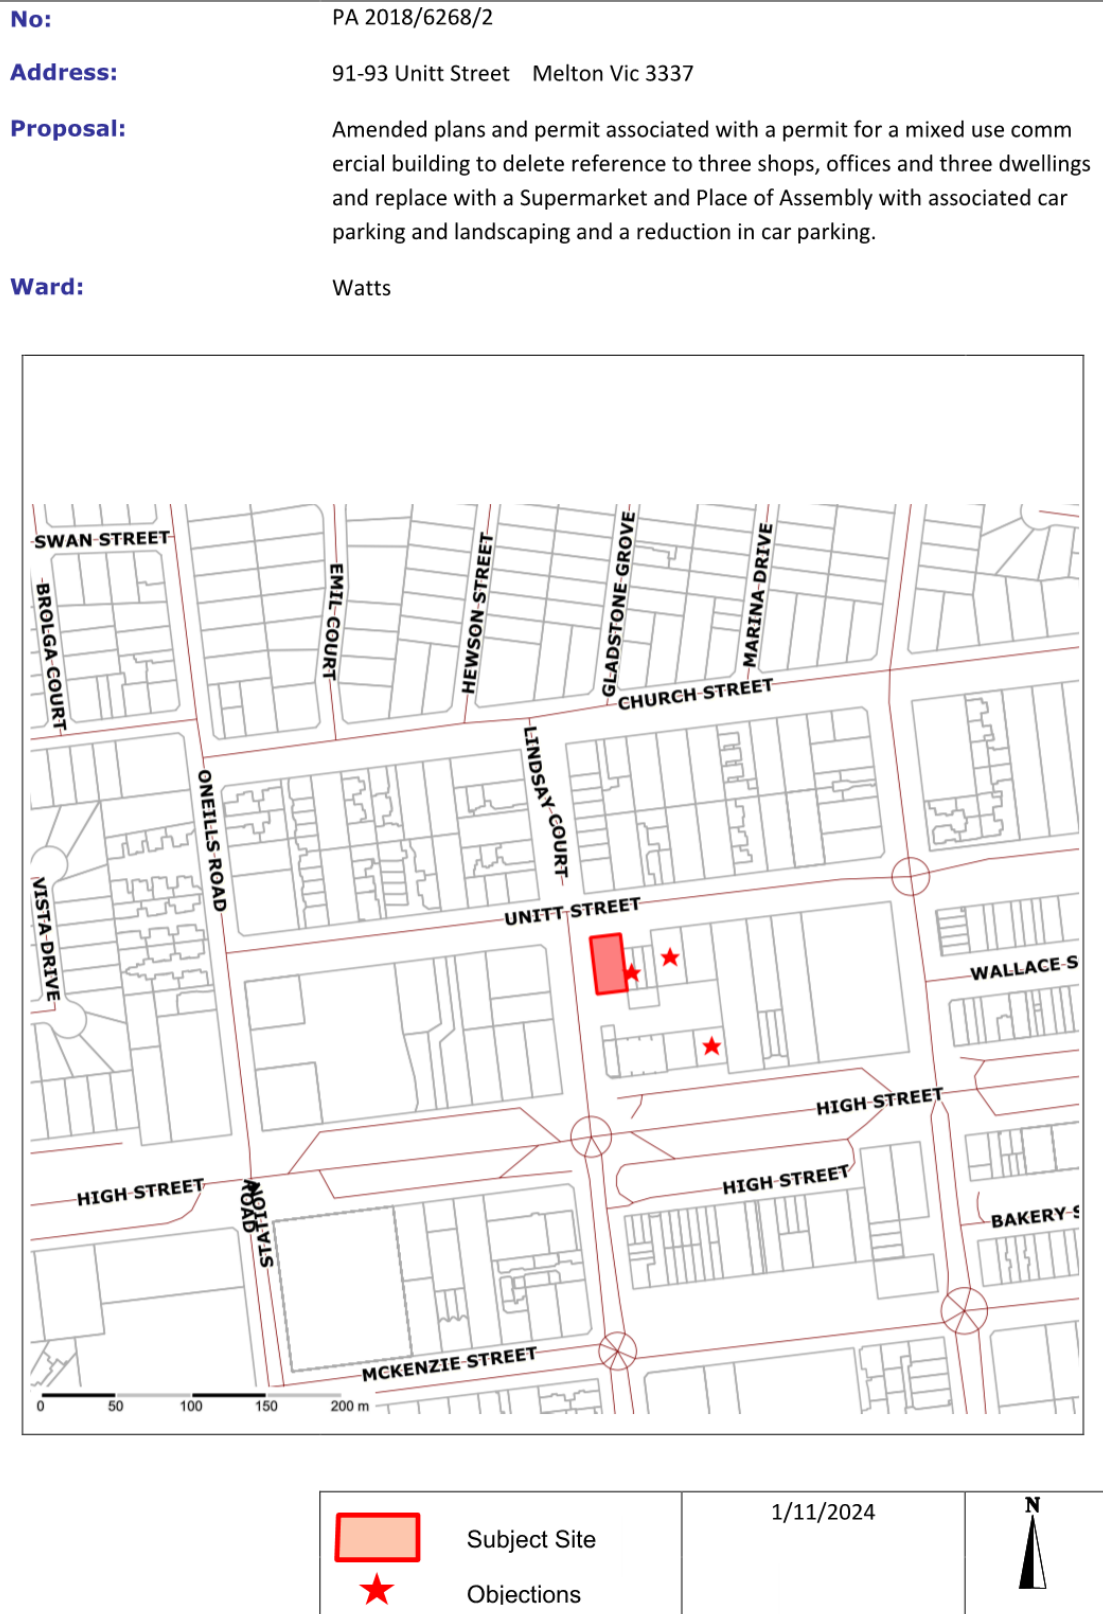 No: PA 2018/6268/2
Address: 91-93 Unitt Street Melton Vic 3337
Proposal: Amended plans and permit associated with a permit for a mixed use comm
ercial building to delete reference to three shops, offices and three dwellings
and replace with a Supermarket and Place of Assembly with associated car
parking and landscaping and a reduction in car parking.
Ward: Watts
SWAN STREET
BROLGA COURT
EMIL COURT
HEWSON STREET
GLADSTONE GROVE
MARINA DRIVE
CHURCH STREET
LINDSAY COURT
ONEILLS ROAD
VISTA DRIVE
UNITT STREET
WALLACE S
HIGH STREET
HIGH STREET
HIGH STREET
STATION
ROAD
BAKERY S
MCKENZIE STREET
0 50 100 150 200 m
1/11/2024
N
Subject Site
Objections